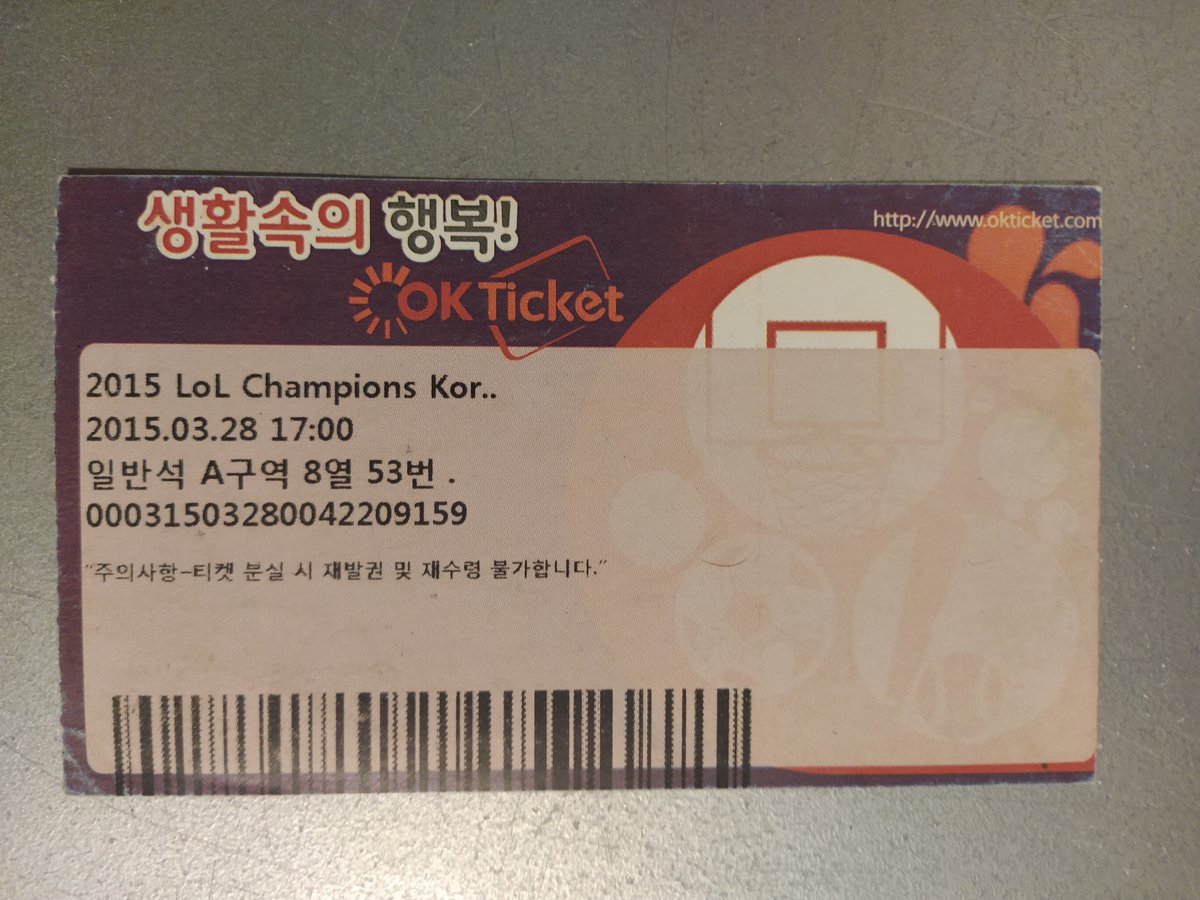 생활속의 행복!
http://www.okticket.com
OK Ticket
2015 LoL Champions Kor..
2015.03.28 17:00
일반석 A구역 8열 53번 .
00031503280042209159
"주의사항-티켓 분실 시 재발권 및 재수령 불가합니다."